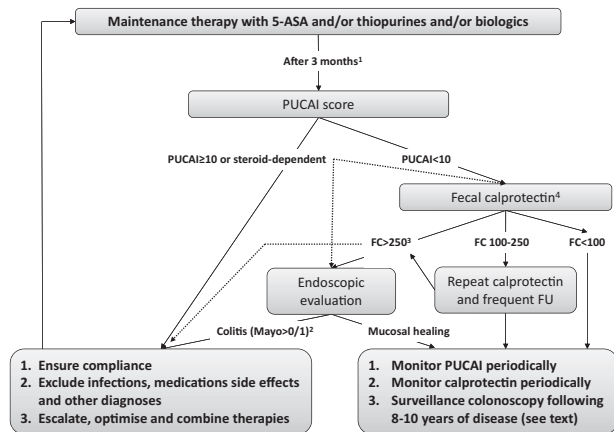 Maintenance therapy with 5-ASA and/or thiopurines and/or biologics
After 3 months¹
PUCAI score
PUCAI≥10 or steroid-dependent
PUCAI<10
Fecal calprotectin⁴
FC>250³
FC 100-250
FC<100
Endoscopic
evaluation
Repeat calprotectin
and frequent FU
Colitis (Mayo>0/1)²
Mucosal healing
1. Ensure compliance
2. Exclude infections, medications side effects
and other diagnoses
3. Escalate, optimise and combine therapies
1. Monitor PUCAI periodically
2. Monitor calprotectin periodically
3. Surveillance colonoscopy following
8-10 years of disease (see text)